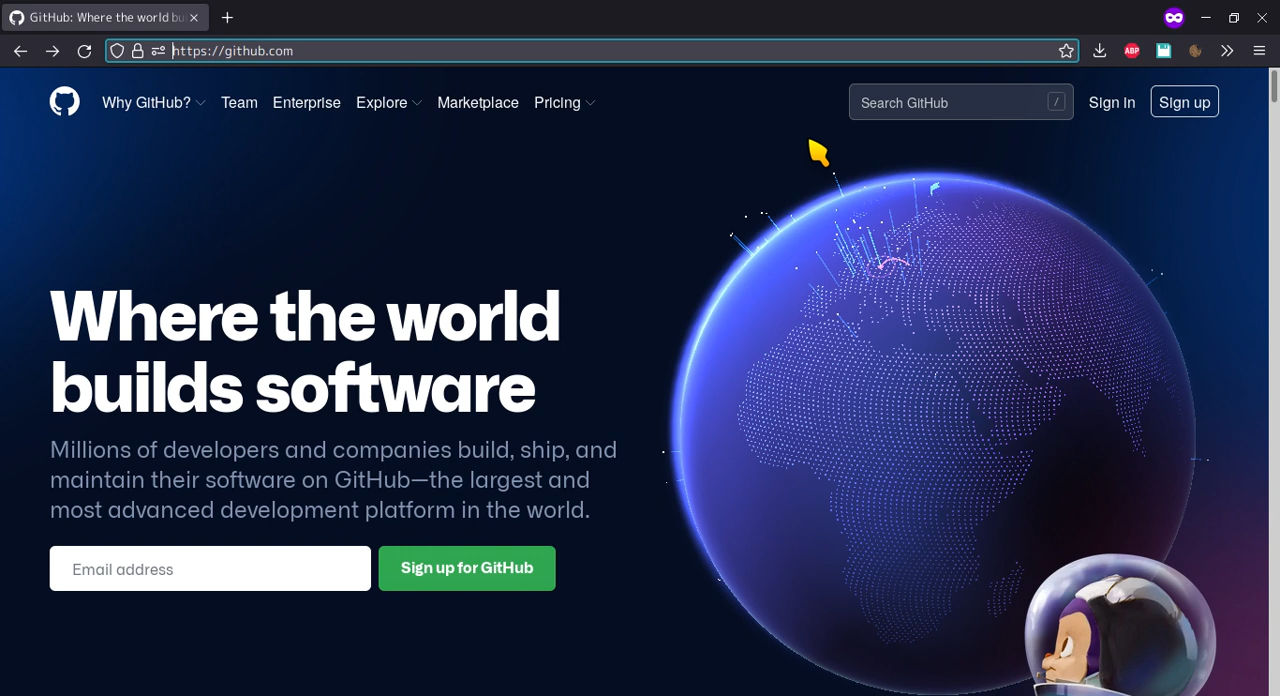 GitHub: Where the world bui
https://github.com
ABP
Why GitHub? Team Enterprise Explore Marketplace Pricing
Search GitHub /
Sign In
Sign up
Where the world
builds software
Millions of developers and companies build, ship, and
maintain their software on GitHub—the largest and
most advanced development platform in the world.
Email address
Sign up for GitHub